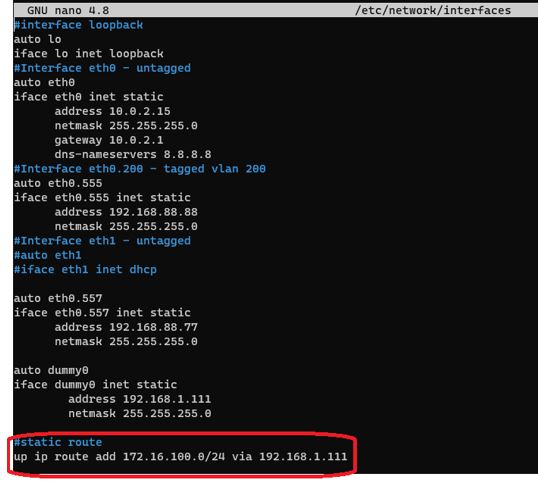 GNU nano 4.8 /etc/network/interfaces
#interface loopback
auto lo
iface lo inet loopback
#Interface eth0 - untagged
auto eth0
iface eth0 inet static
address 10.0.2.15
netmask 255.255.255.0
gateway 10.0.2.1
dns-nameservers 8.8.8.8
#Interface eth0.200 - tagged vlan 200
auto eth0.555
iface eth0.555 inet static
address 192.168.88.88
netmask 255.255.255.0
#Interface eth1 - untagged
#auto eth1
#iface eth1 inet dhcp
auto eth0.557
iface eth0.557 inet static
address 192.168.88.77
netmask 255.255.255.0
auto dummy0
iface dummy0 inet static
address 192.168.1.111
netmask 255.255.255.0
#static route
up ip route add 172.16.100.0/24 via 192.168.1.111